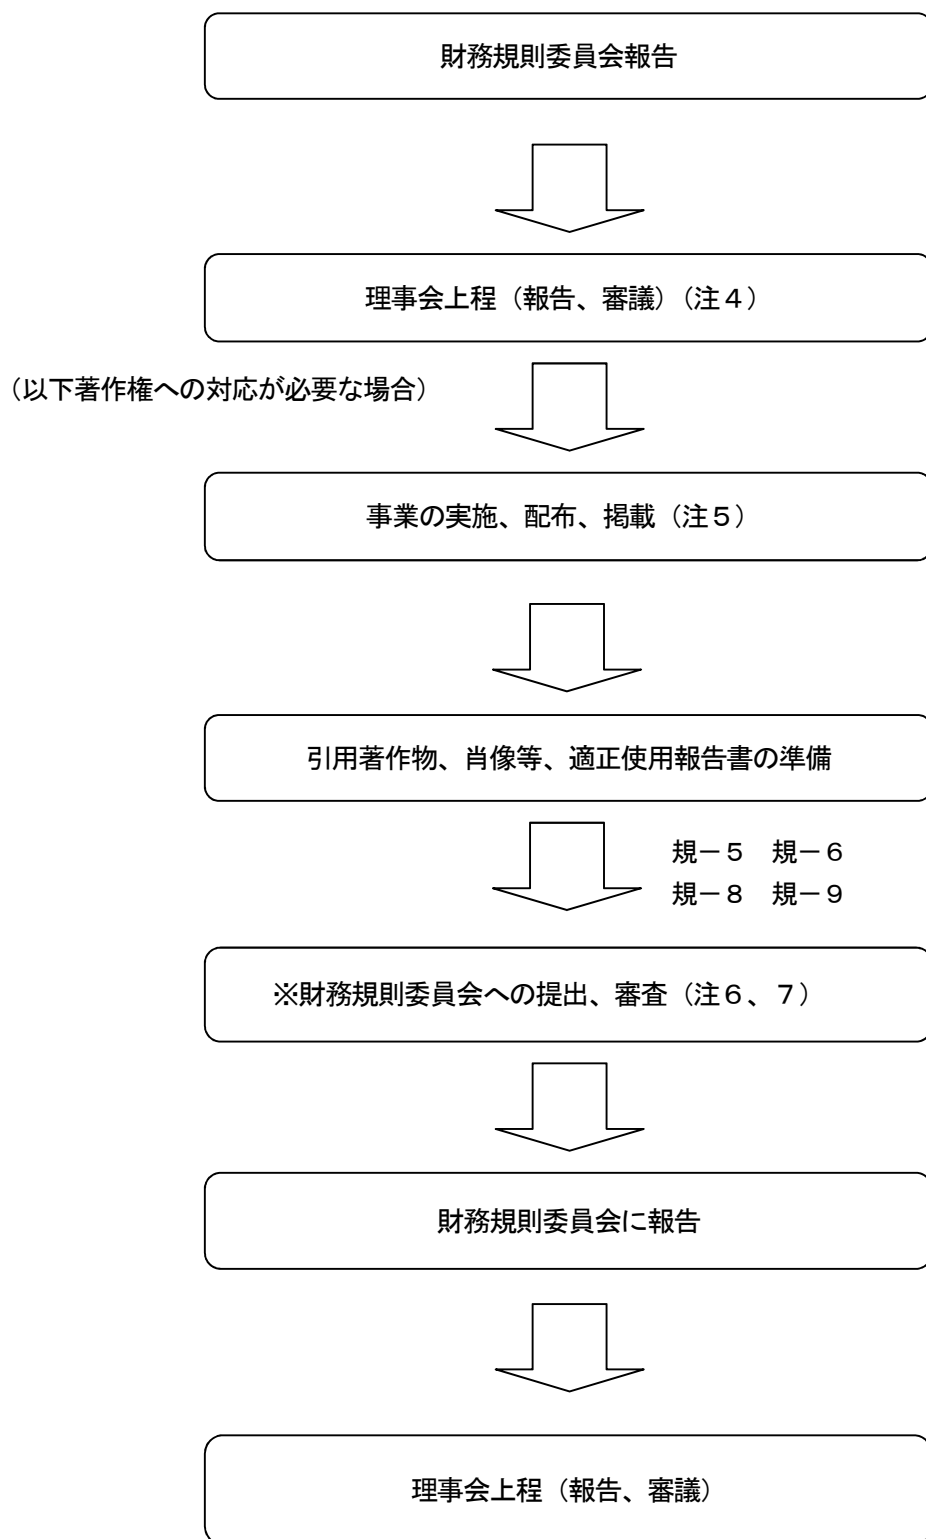 財務規則委員会報告
理事会上程（報告、審議）（注４）
（以下著作権への対応が必要な場合）
事業の実施、配布、掲載（注５）
引用著作物、肖像等、適正使用報告書の準備
規－５　規－６
規－８　規－９
※財務規則委員会への提出、審査（注６、７）
財務規則委員会に報告
理事会上程（報告、審議）